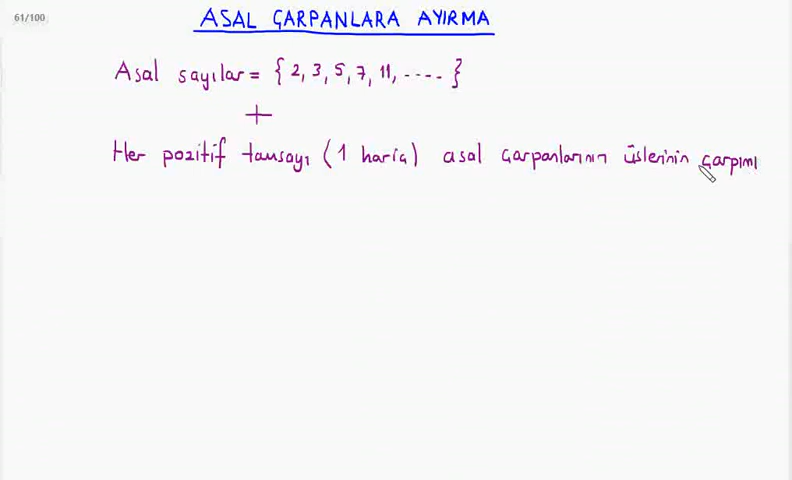 61/100
ASAL ÇARPANLARA AYIRMA
Asal sayılar = { 2, 3, 5, 7, 11, ..... }
+
Her pozitif tamsayı (1 hariç) asal çarpanlarının üslerinin çarpımı